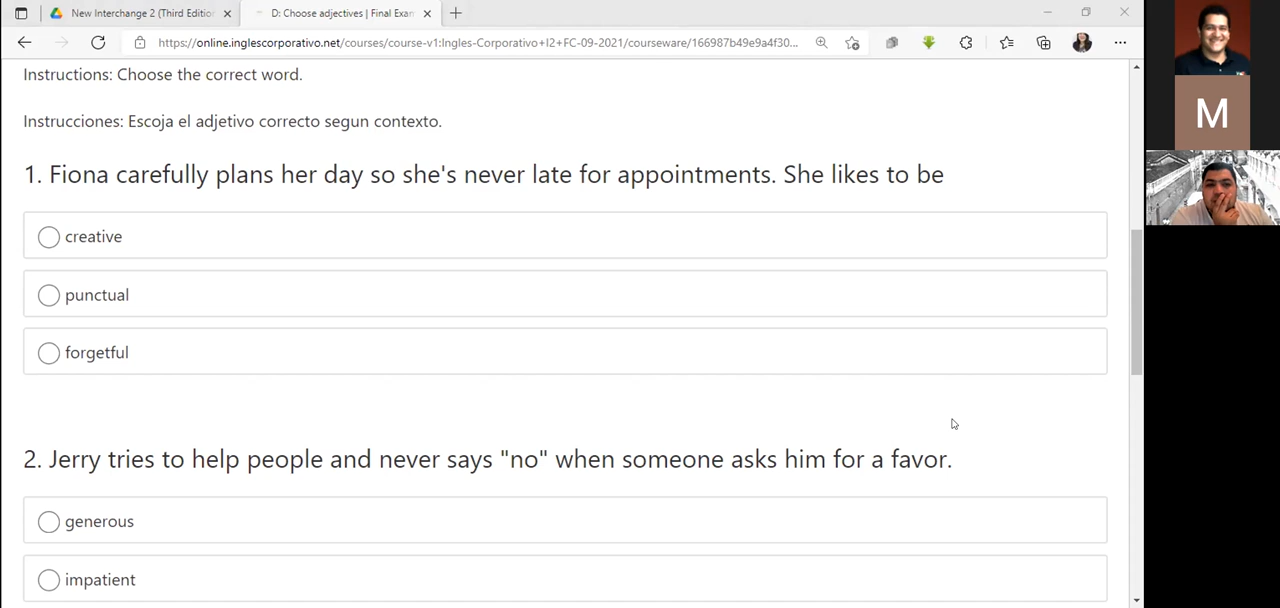 New Interchange 2 (Third Edition
D: Choose adjectives | Final Exam
https://online.inglescorporativo.net/courses/course-v1:Ingles-Corporativo+I2+FC-09-2021/courseware/166987b49e9a4f30...
Instructions: Choose the correct word.
Instrucciones: Escoja el adjetivo correcto segun contexto.
1. Fiona carefully plans her day so she's never late for appointments. She likes to be
creative
punctual
forgetful
2. Jerry tries to help people and never says "no" when someone asks him for a favor.
generous
impatient
M